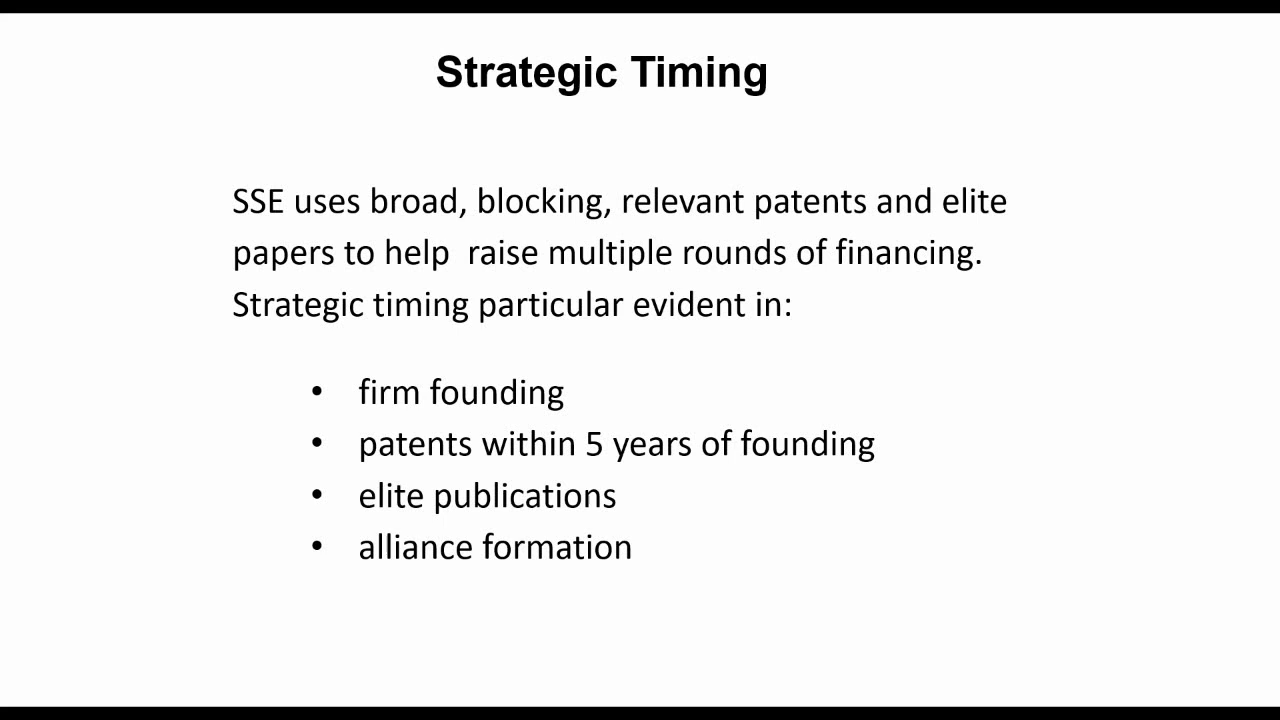 Strategic Timing
SSE uses broad, blocking, relevant patents and elite
papers to help  raise multiple rounds of financing.
Strategic timing particular evident in:
• firm founding
• patents within 5 years of founding
• elite publications
• alliance formation